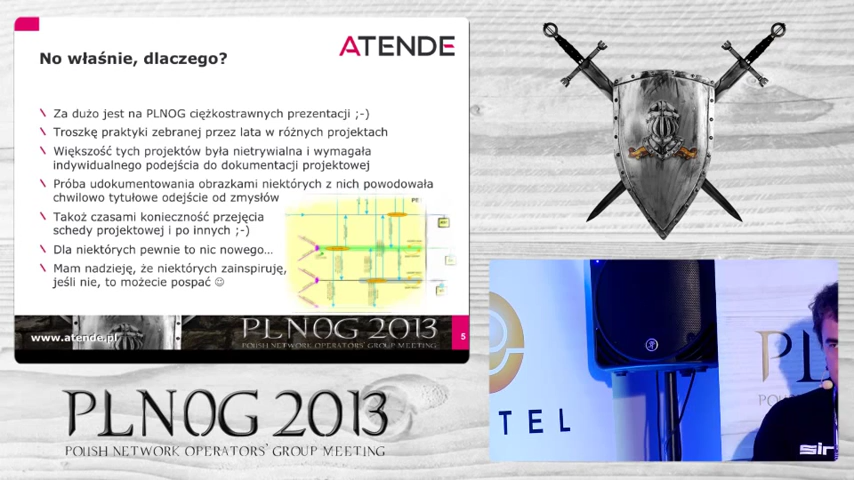 ATENDE
No właśnie, dlaczego?
\ Za dużo jest na PLNOG ciężkostrawnych prezentacji ;-)
\ Troszkę praktyki zebranej przez lata w różnych projektach
\ Większość tych projektów była nietrywialna i wymagała
indywidualnego podejścia do dokumentacji projektowej
\ Próba udokumentowania obrazkami niektórych z nich powodowała
chwilowo tytułowe odejście od zmysłów
\ Takoż czasami konieczność przejęcia
schedy projektowej i po innych ;-)
\ Dla niektórych pewnie to nic nowego...
\ Mam nadzieję, że niektórych zainspiruję,
jeśli nie, to możecie pospać ☺
www.atende.pl
PLNOG 2013
POLISH NETWORK OPERATORS' GROUP MEETING
5
PLNOG 2013
POLISH NETWORK OPERATORS' GROUP MEETING
TEL
PL
sir